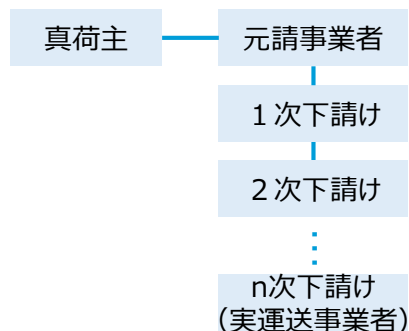 真荷主
元請事業者
１次下請け
２次下請け
n次下請け
（実運送事業者）